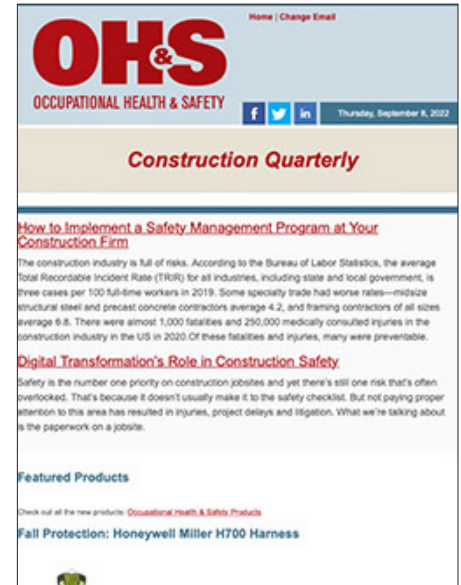 Home | Change Email
OH&S
OCCUPATIONAL HEALTH & SAFETY
f in Thursday, September 8, 2022
Construction Quarterly
How to Implement a Safety Management Program at Your
Construction Firm
The construction industry is full of risks. According to the Bureau of Labor Statistics, the average
Total Recordable Incident Rate (TRIR) for all industries, including state and local government, is
three cases per 100 full-time workers in 2019. Some specialty trade had worse rates—midsize
structural steel and precast concrete contractors average 4.2, and framing contractors of all sizes
average 6.8. There were almost 1,000 fatalities and 250,000 medically consulted injuries in the
construction industry in the US in 2020.Of these fatalities and injuries, many were preventable.
Digital Transformation's Role in Construction Safety
Safety is the number one priority on construction jobsites and yet there's still one risk that's often
overlooked. That's because it doesn't usually make it to the safety checklist. But not paying proper
attention to this area has resulted in injuries, project delays and litigation. What we're talking about
is the paperwork on a jobsite.
Featured Products
Check out all the new products: Occupational Health & Safety Products
Fall Protection: Honeywell Miller H700 Harness